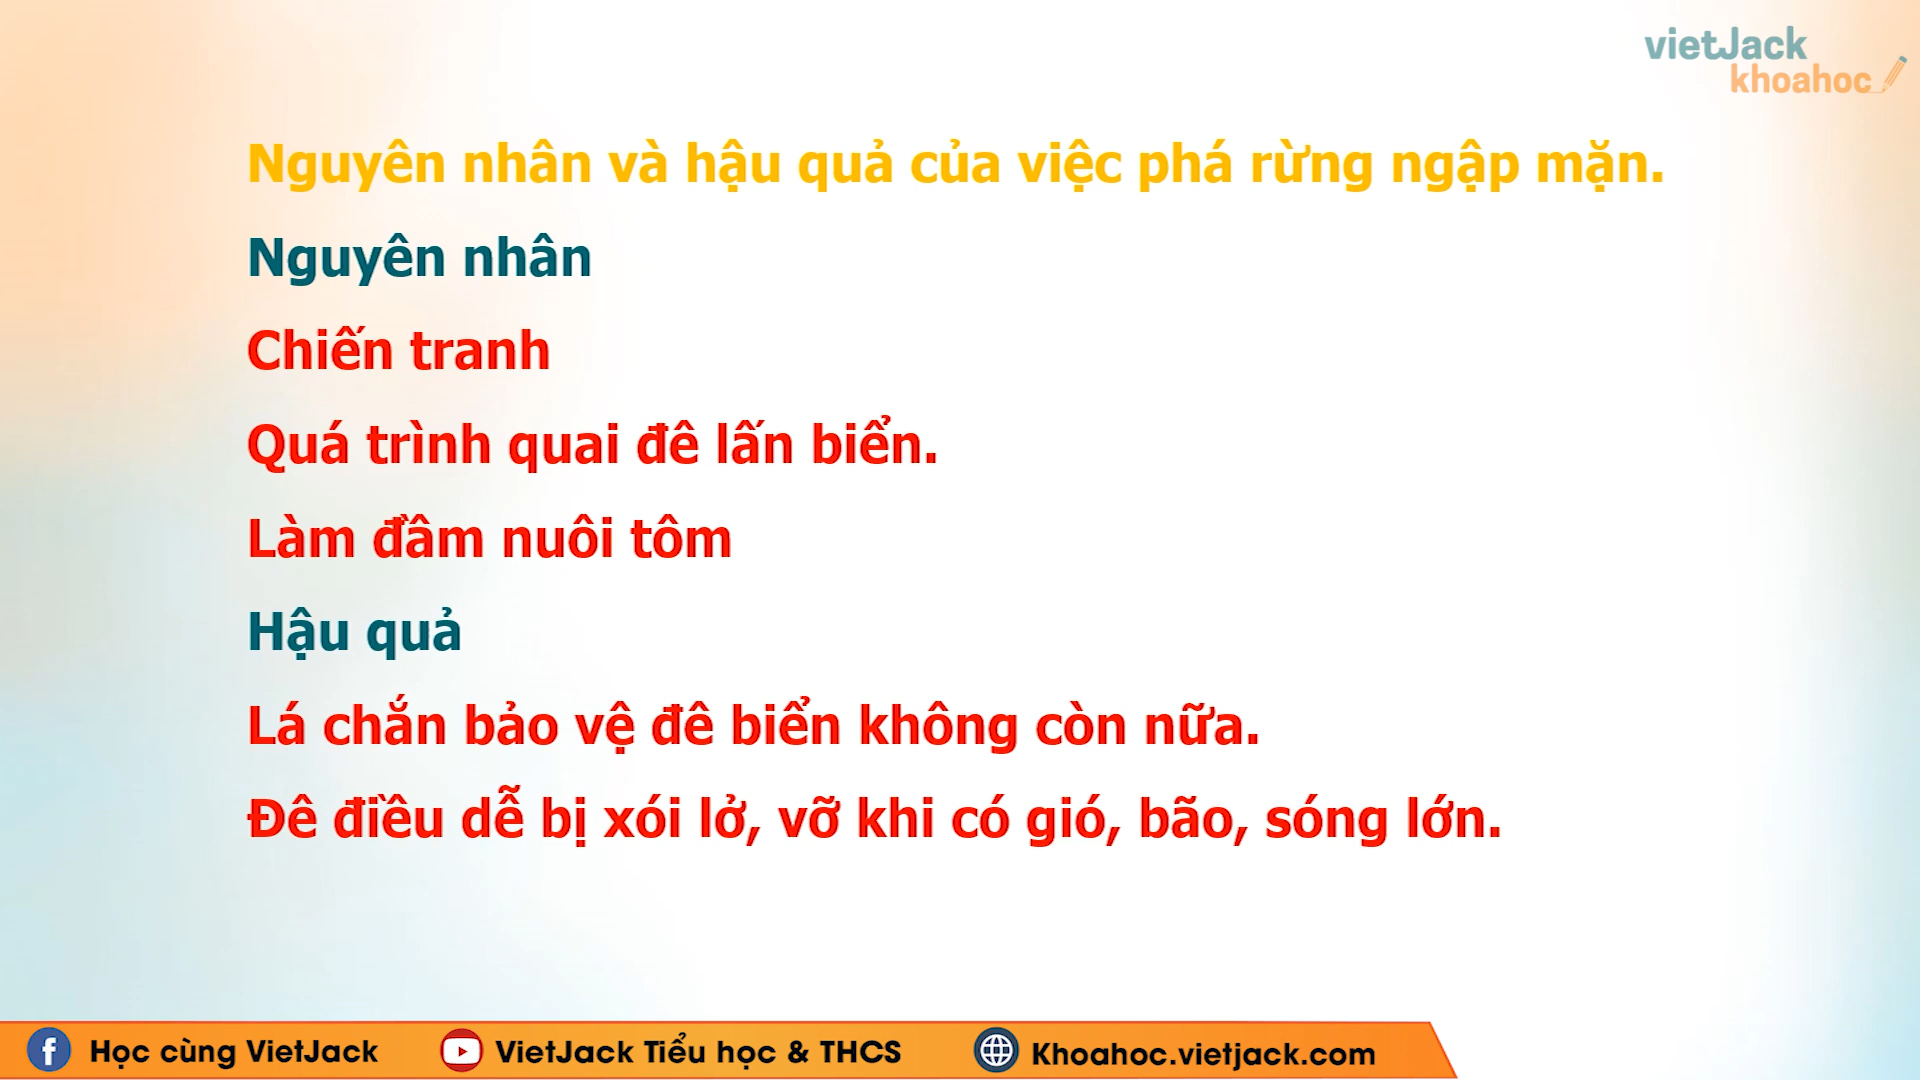 vietJack
khoahoc
Nguyên nhân và hậu quả của việc phá rừng ngập mặn.
Nguyên nhân
Chiến tranh
Quá trình quai đê lấn biển.
Làm đầm nuôi tôm
Hậu quả
Lá chắn bảo vệ đê biển không còn nữa.
Đê điều dễ bị xói lở, vỡ khi có gió, bão, sóng lớn.
Học cùng VietJack VietJack Tiểu học & THCS Khoahoc.vietjack.com